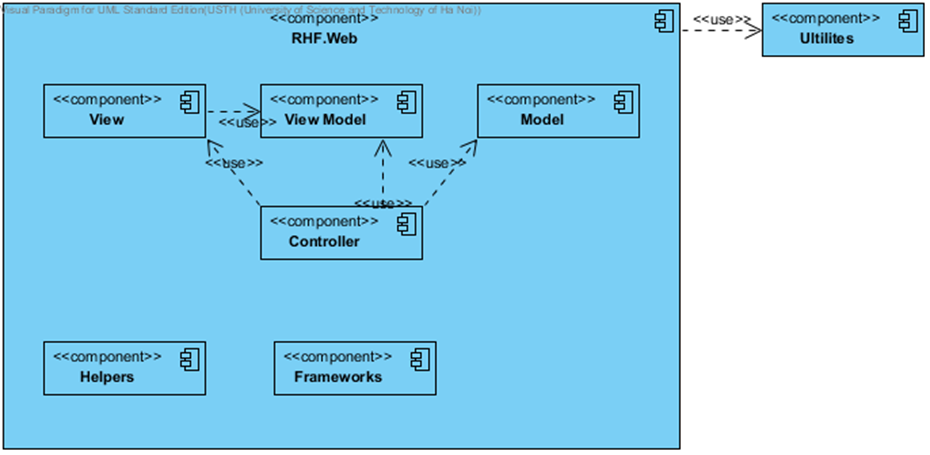 Visual Paradigm for UML Standard Edition(USTH (University of Science and Technology of Ha Noi))
<<component>>
RHF.Web
<<use>>
<<component>>
Ultilites
<<component>>
View
<<use>>
<<component>>
View Model
<<component>>
Model
<<use>>
<<use>>
<<use>>
<<component>>
Controller
<<component>>
Helpers
<<component>>
Frameworks